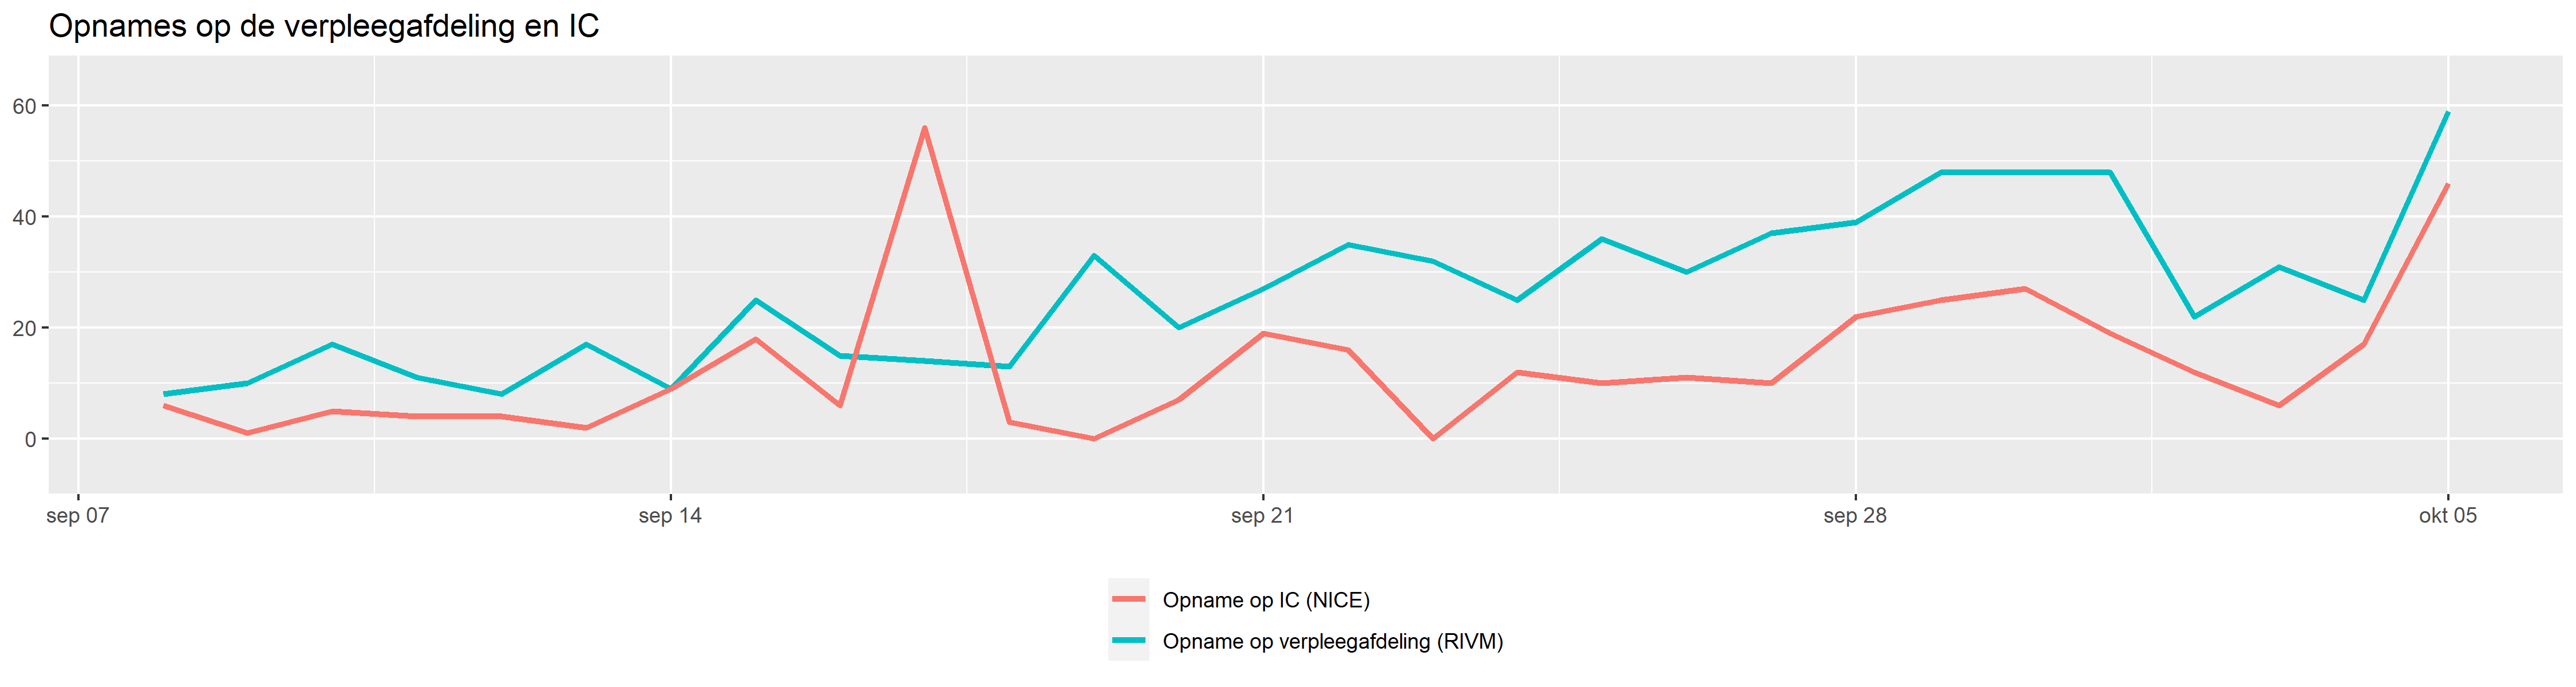 Opnames op de verpleegafdeling en IC
60
40
20
0
sep 07 sep 14 sep 21 sep 28 okt 05
Opname op IC (NICE)
Opname op verpleegafdeling (RIVM)